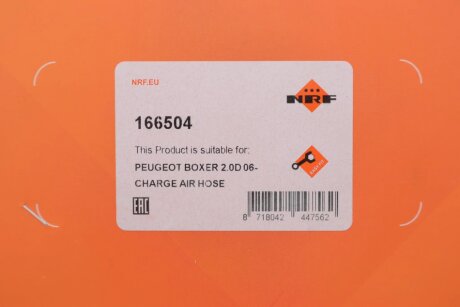 NRF.EU
NRF
166504
This Product is suitable for:
PEUGEOT BOXER 2.0D 06-
CHARGE AIR HOSE
EAC
8 718042 447562